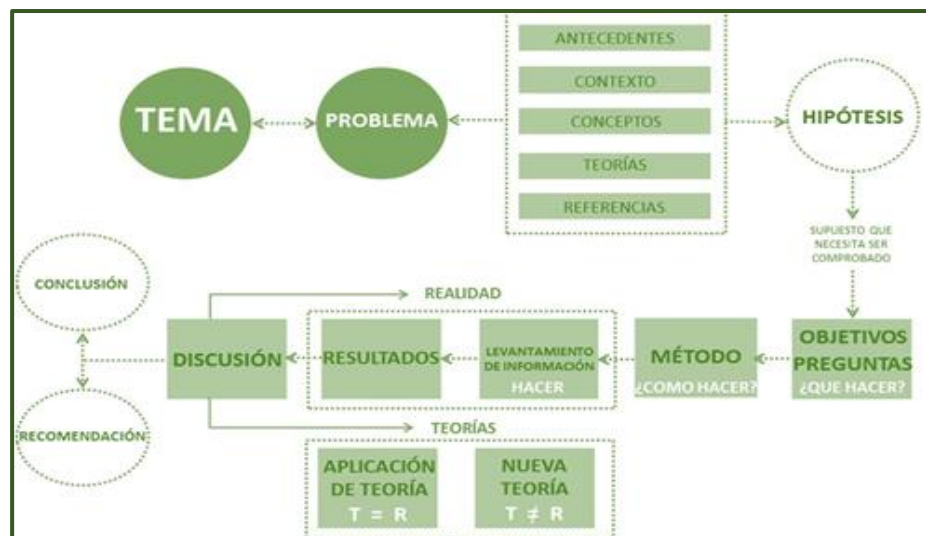 ANTECEDENTES
CONTEXTO
CONCEPTOS
TEORÍAS
REFERENCIAS
TEMA
PROBLEMA
HIPÓTESIS
SUPUESTO QUE
NECESITA SER
COMPROBADO
OBJETIVOS
PREGUNTAS
¿QUE HACER?
MÉTODO
¿COMO HACER?
LEVANTAMIENTO
DE INFORMACIÓN
HACER
RESULTADOS
REALIDAD
DISCUSIÓN
CONCLUSIÓN
RECOMENDACIÓN
TEORÍAS
APLICACIÓN
DE TEORÍA
T = R
NUEVA
TEORÍA
T ≠ R